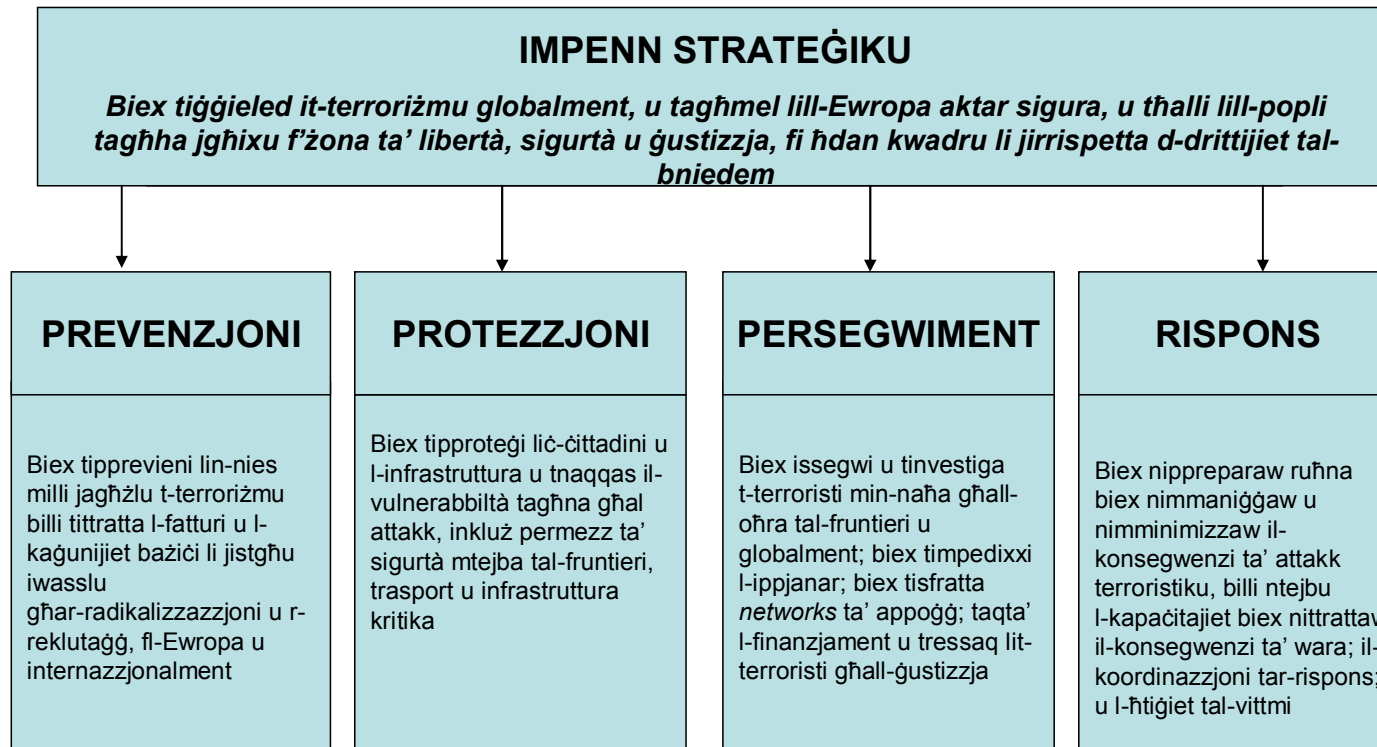 IMPENN STRATEĠIKU
Biex tiġġieled it-terroriżmu globalment, u tagħmel lill-Ewropa aktar sigura, u tħalli lill-popli
tagħha jgħixu f'żona ta' libertà, sigurtà u ġustizzja, fi ħdan kwadru li jirrispetta d-drittijiet tal-
bniedem
PREVENZJONI
Biex tipprevieni lin-nies
milli jagħżlu t-terroriżmu
billi tittratta l-fatturi u l-
kaġunijiet bażiċi li jistgħu
iwasslu
għar-radikalizzazzjoni u r-
reklutaġġ, fl-Ewropa u
internazzjonalment
PROTEZZJONI
Biex tipproteġi liċ-ċittadini u
l-infrastruttura u tnaqqas il-
vulnerabbiltà tagħna għal
attakk, inkluż permezz ta'
sigurtà mtejba tal-fruntieri,
trasport u infrastruttura
kritika
PERSEGWIMENT
Biex issegwi u tinvestiga
t-terroristi min-naħa għall-
oħra tal-fruntieri u
globalment; biex timpedixxi
l-ippjanar; biex tisfratta
networks ta' appoġġ; taqta'
l-finanzjament u tressaq lit-
terroristi għall-ġustizzja
RISPONS
Biex nippreparaw ruħna
biex nimmaniġġaw u
nimminimizzaw il-
konsegwenzi ta' attakk
terroristiku, billi ntejbu
l-kapaċitajiet biex nittrattaw
il-konsegwenzi ta' wara; il-
koordinazzjoni tar-rispons;
u l-ħtiġiet tal-vittmi